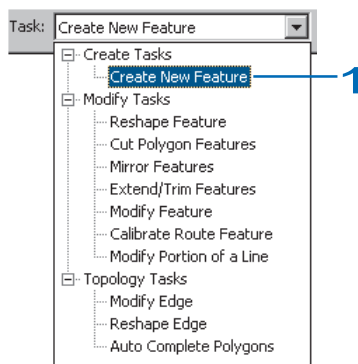 Task: Create New Feature
Create Tasks
Create New Feature 1
Modify Tasks
Reshape Feature
Cut Polygon Features
Mirror Features
Extend/Trim Features
Modify Feature
Calibrate Route Feature
Modify Portion of a Line
Topology Tasks
Modify Edge
Reshape Edge
Auto Complete Polygons